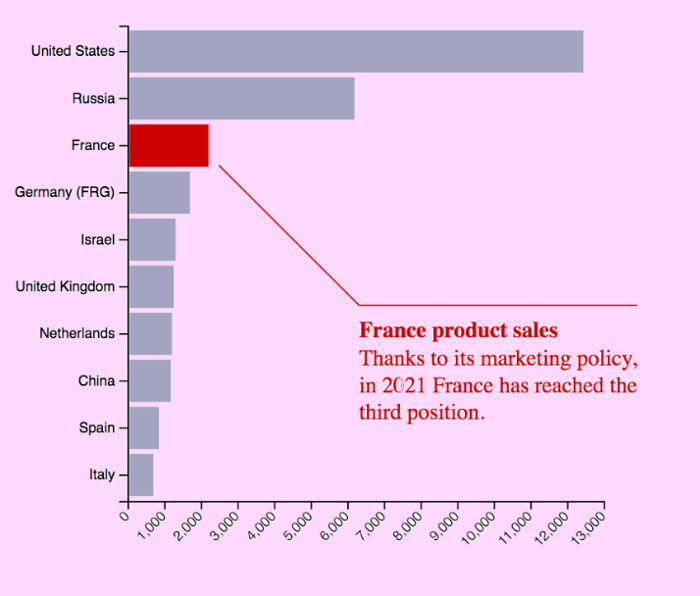 United States
Russia
France
Germany (FRG)
Israel
United Kingdom
Netherlands
China
Spain
Italy
France product sales
Thanks to its marketing policy,
in 2021 France has reached the
third position.
0
1,000
2,000
3,000
4,000
5,000
6,000
7,000
8,000
9,000
10,000
11,000
12,000
13,000